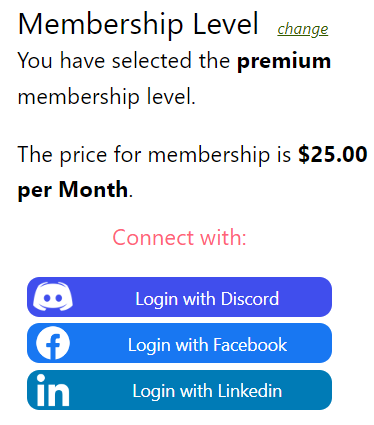 Membership Level change
You have selected the premium
membership level.
The price for membership is $25.00
per Month.
Connect with:
Login with Discord
Login with Facebook
in Login with Linkedin